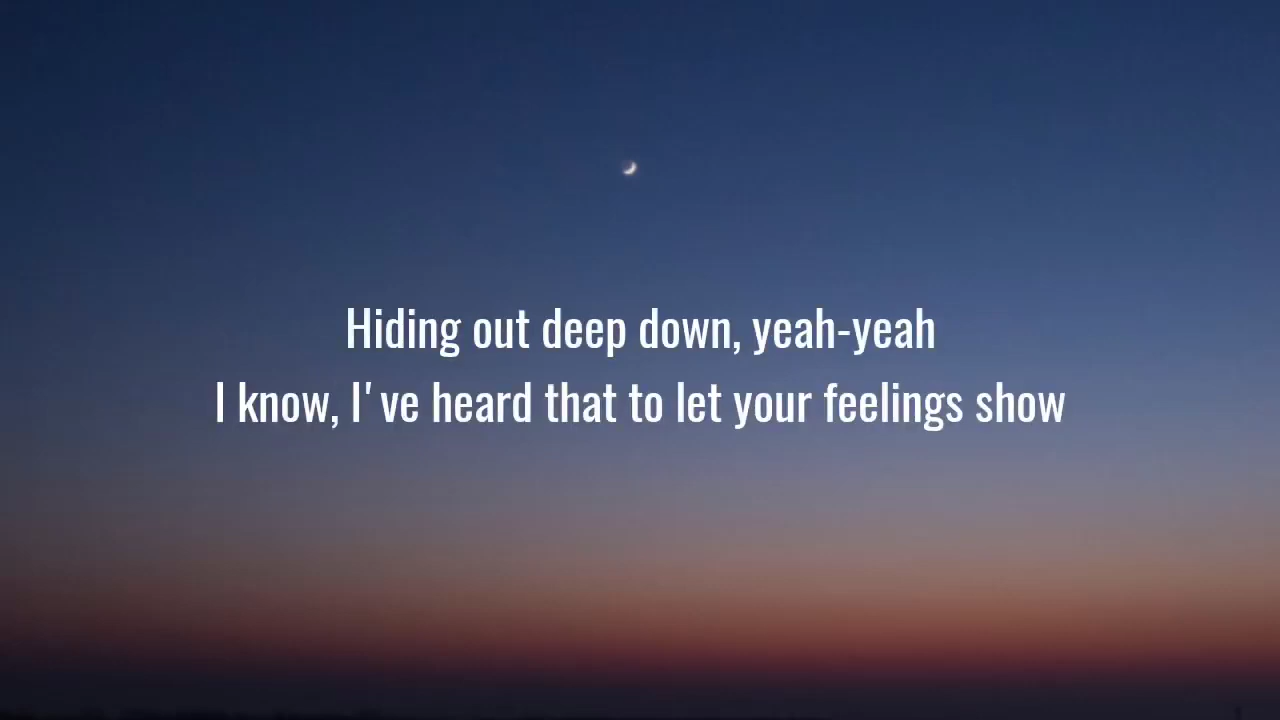 Hiding out deep down, yeah-yeah
I know, I've heard that to let your feelings show